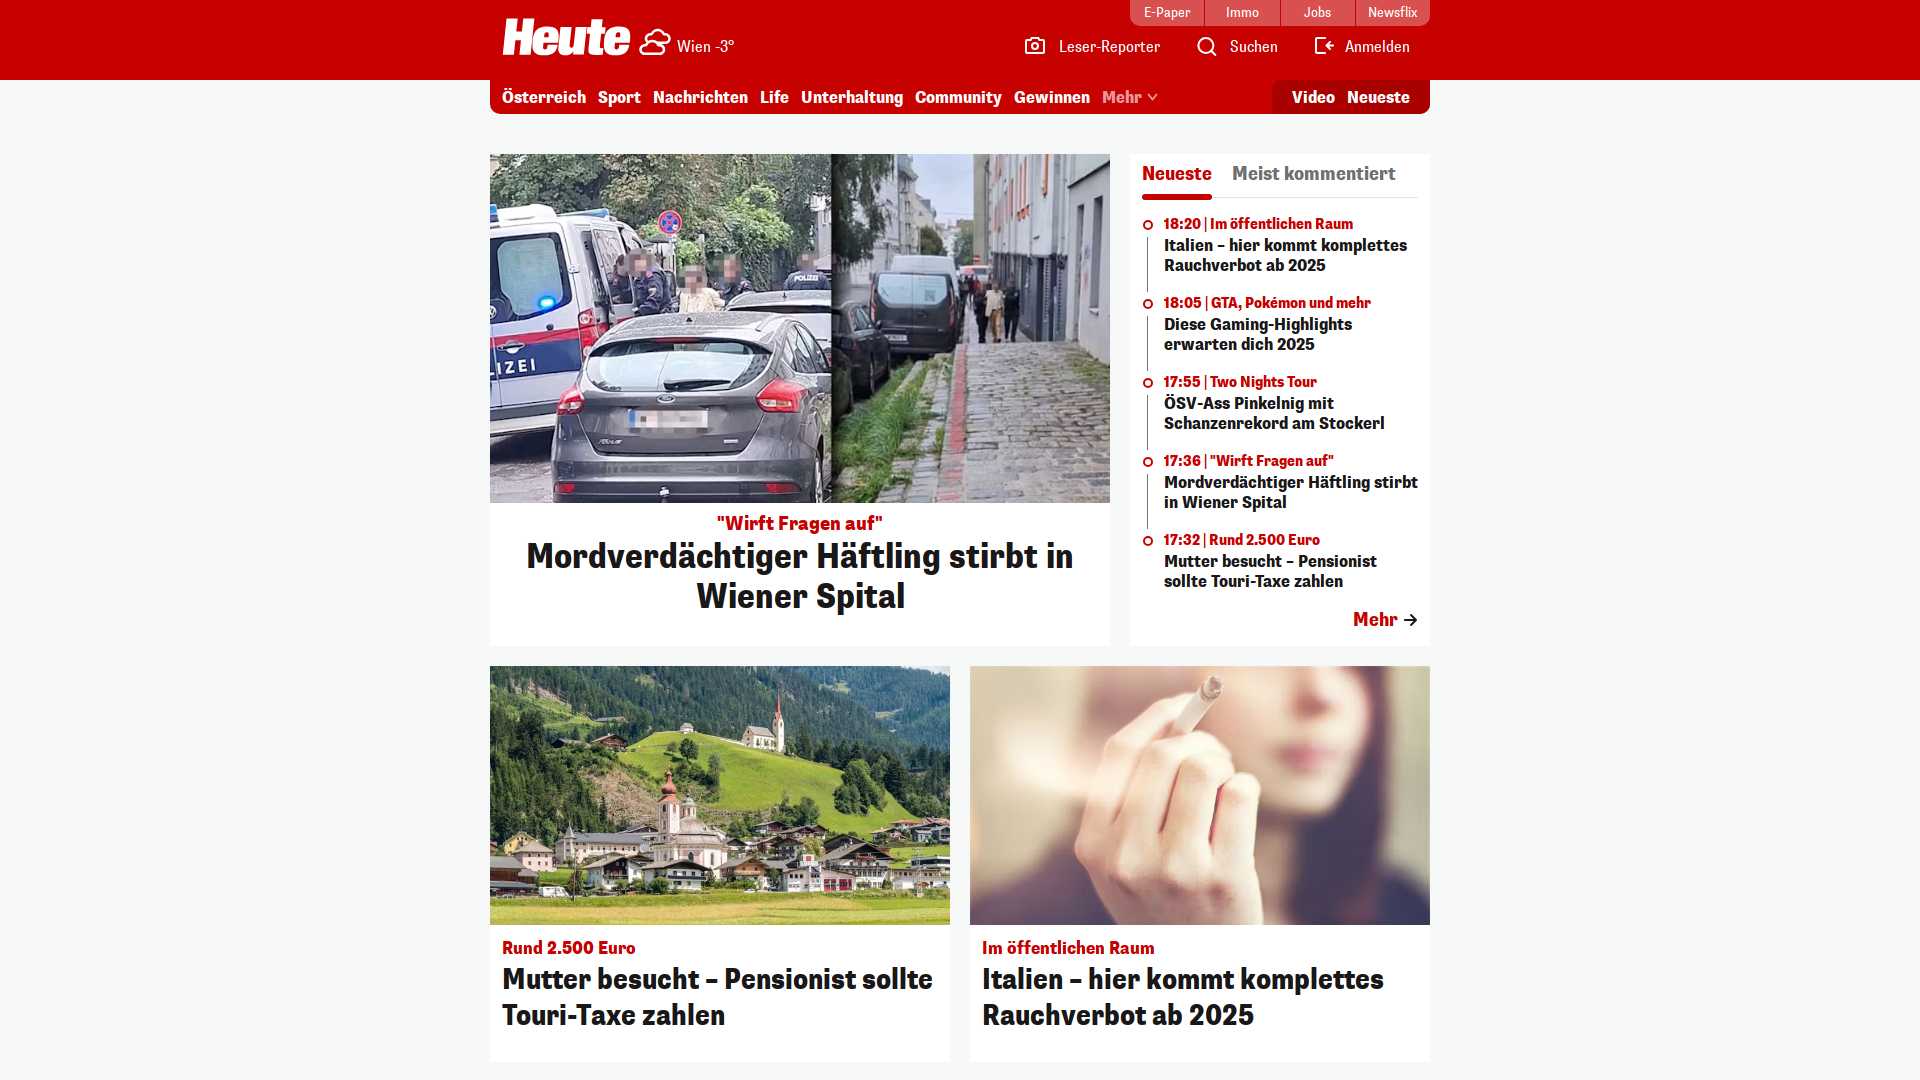 E-Paper
Immo
Jobs
Newsflix
Heute
Wien -3°
Leser-Reporter
Suchen
Anmelden
Österreich
Sport
Nachrichten
Life
Unterhaltung
Community
Gewinnen
Mehr
Video
Neueste
POLIZEI
LIZEI
"Wirft Fragen auf"
Mordverdächtiger Häftling stirbt in
Wiener Spital
Neueste
Meist kommentiert
18:20 | Im öffentlichen Raum
Italien – hier kommt komplettes
Rauchverbot ab 2025
18:05 | GTA, Pokémon und mehr
Diese Gaming-Highlights
erwarten dich 2025
17:55 | Two Nights Tour
ÖSV-Ass Pinkelnig mit
Schanzenrekord am Stockerl
17:36 | "Wirft Fragen auf"
Mordverdächtiger Häftling stirbt
in Wiener Spital
17:32 | Rund 2.500 Euro
Mutter besucht – Pensionist
sollte Touri-Taxe zahlen
Mehr
Rund 2.500 Euro
Mutter besucht – Pensionist sollte
Touri-Taxe zahlen
Im öffentlichen Raum
Italien – hier kommt komplettes
Rauchverbot ab 2025